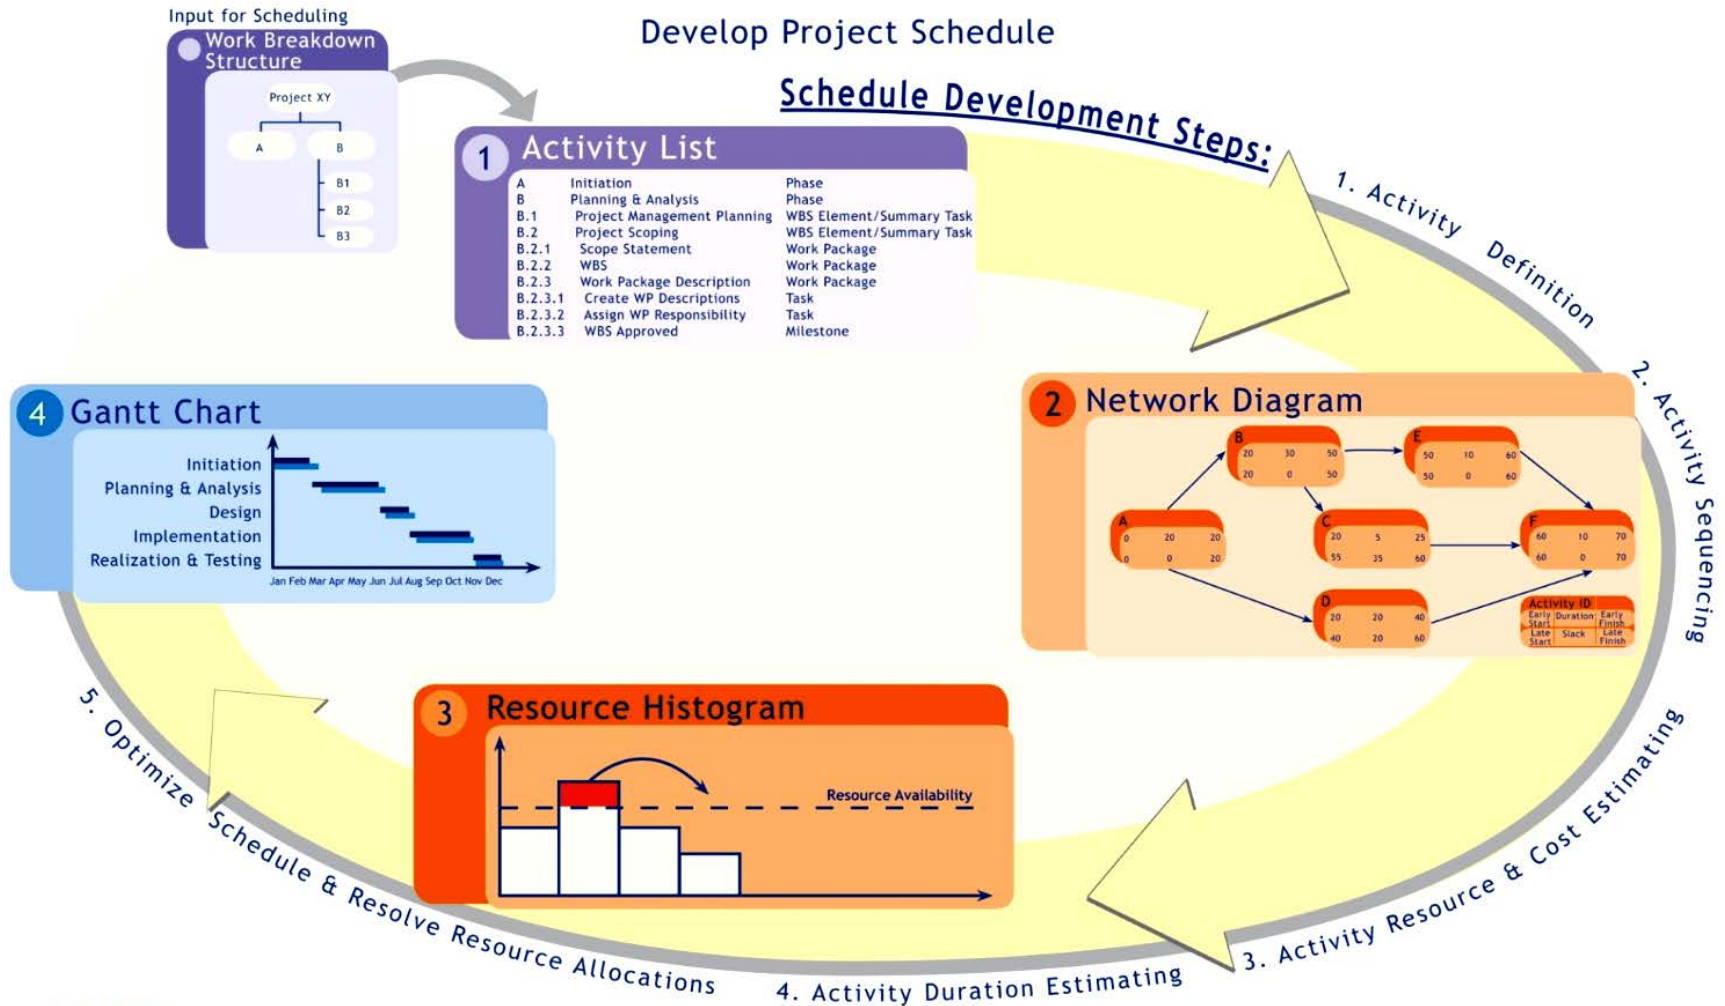 Input for Scheduling
Work Breakdown
Structure
Project XY
A
B
B1
B2
B3
Develop Project Schedule
Schedule Development Steps:
1 Activity List
A Initiation Phase
B Planning & Analysis Phase
B.1 Project Management Planning WBS Element/Summary Task
B.2 Project Scoping WBS Element/Summary Task
B.2.1 Scope Statement Work Package
B.2.2 WBS Work Package
B.2.3 Work Package Description Work Package
B.2.3.1 Create WP Descriptions Task
B.2.3.2 Assign WP Responsibility Task
B.2.3.3 WBS Approved Milestone
1. Activity Definition
2. Activity Sequencing
3. Activity Resource & Cost Estimating
4. Activity Duration Estimating
5. Optimize Schedule & Resolve Resource Allocations
2 Network Diagram
B
20 30 50
20 0 50
E
50 10 60
50 0 60
A
0 20 20
0 0 20
C
20 5 25
55 35 60
F
60 10 70
60 0 70
D
20 20 40
40 20 60
Activity ID
Early Start Duration Early Finish
Late Start Slack Late Finish
3 Resource Histogram
Resource Availability
4 Gantt Chart
Initiation
Planning & Analysis
Design
Implementation
Realization & Testing
Jan Feb Mar Apr May Jun Jul Aug Sep Oct Nov Dec